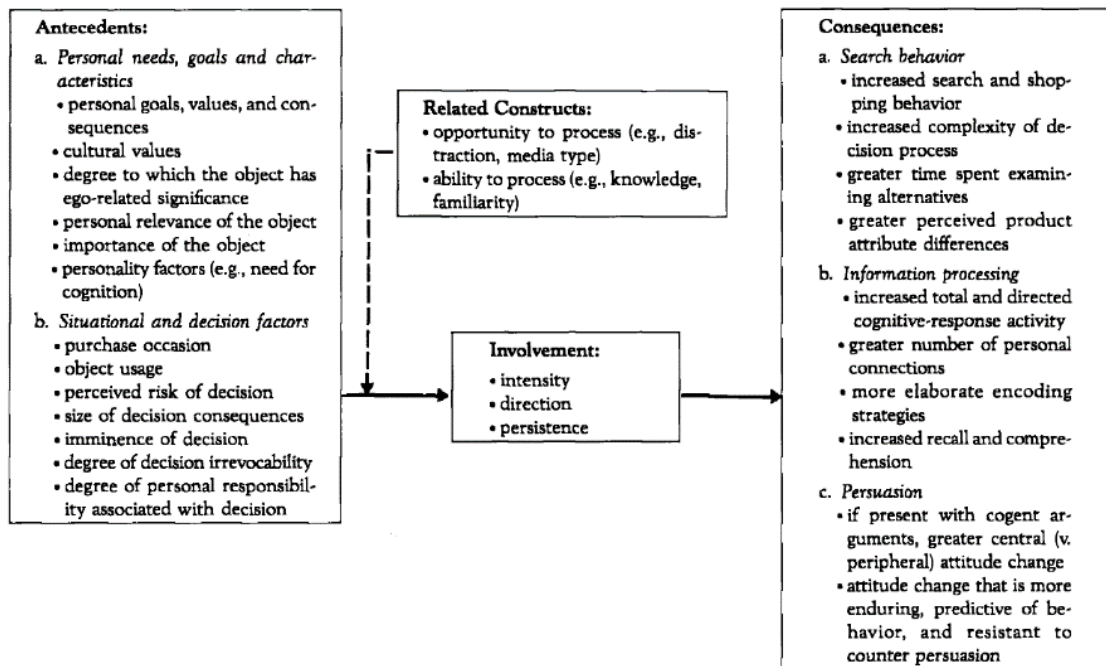 Antecedents:
a. Personal needs, goals and char-
acteristics
• personal goals, values, and con-
sequences
• cultural values
• degree to which the object has
ego-related significance
• personal relevance of the object
• importance of the object
• personality factors (e.g., need for
cognition)
b. Situational and decision factors
• purchase occasion
• object usage
• perceived risk of decision
• size of decision consequences
• imminence of decision
• degree of decision irrevocability
• degree of personal responsibil-
ity associated with decision
Related Constructs:
• opportunity to process (e.g., dis-
traction, media type)
• ability to process (e.g., knowledge,
familiarity)
Involvement:
• intensity
• direction
• persistence
Consequences:
a. Search behavior
• increased search and shop-
ping behavior
• increased complexity of de-
cision process
• greater time spent examin-
ing alternatives
• greater perceived product
attribute differences
b. Information processing
• increased total and directed
cognitive-response activity
• greater number of personal
connections
• more elaborate encoding
strategies
• increased recall and compre-
hension
c. Persuasion
• if present with cogent ar-
guments, greater central (v.
peripheral) attitude change
• attitude change that is more
enduring, predictive of be-
havior, and resistant to
counter persuasion